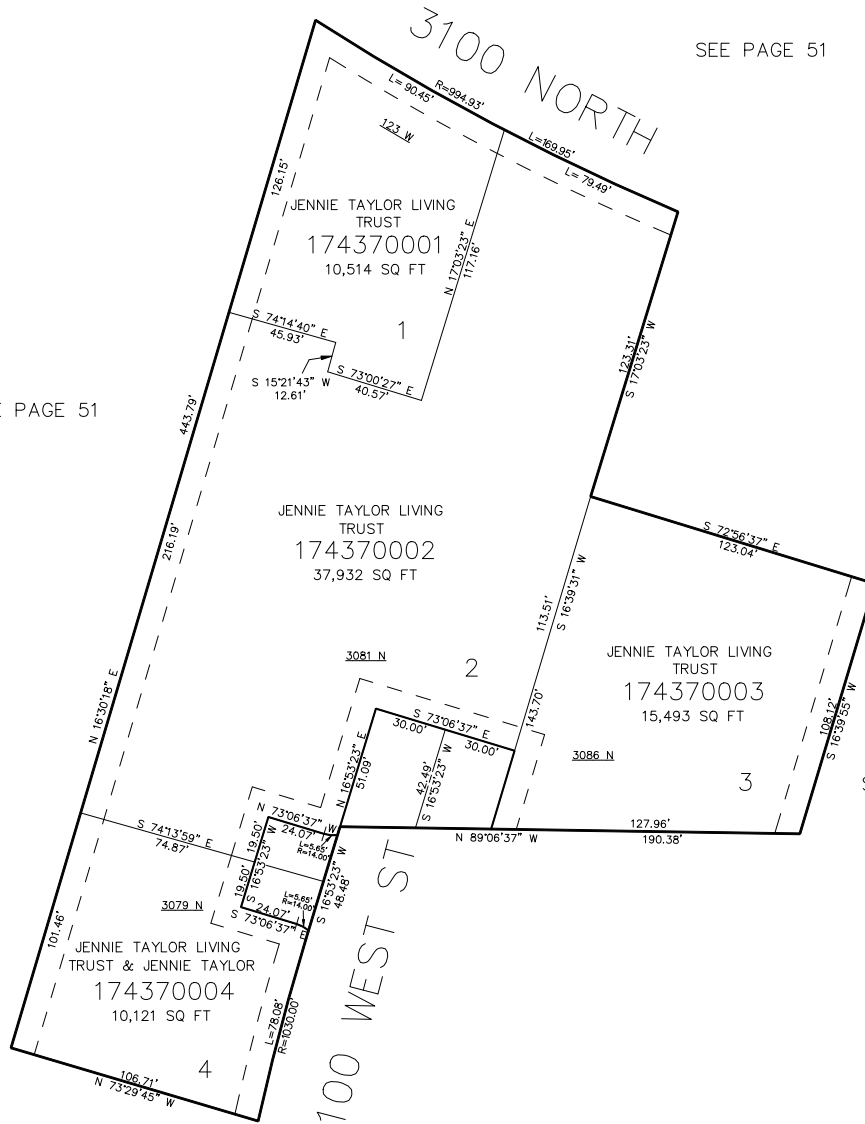 3100 NORTH
SEE PAGE 51
R=994.93'
L= 90.45'
L=169.95'
L= 79.49'
123 W
126.15'
JENNIE TAYLOR LIVING
TRUST
174370001
10,514 SQ FT
N 17°03'23" E
117.16'
1
S 74°14'40" E
45.93'
S 15°21'43" W
12.61'
S 73°00'27" E
40.57'
123.31'
S 17°03'23" W
PAGE 51
443.79'
216.19'
N 16°30'18" E
JENNIE TAYLOR LIVING
TRUST
174370002
37,932 SQ FT
S 72°56'37" E
123.04'
113.51'
S 16°39'31" W
143.70'
3081 N
2
JENNIE TAYLOR LIVING
TRUST
174370003
15,493 SQ FT
108.12'
S 16°39'55" W
3086 N
3
S 73°06'37" E
30.00'
30.00'
N 16°53'23" E
51.09'
42.49'
S 16°53'23" W
127.96'
N 89°06'37" W
190.38'
N 73°06'37" W
24.07'
L=5.65'
R=14.00'
S 74°13'59" E
74.87'
19.50'
19.50'
S 16°53'23" W
S 16°53'23" W
48.48'
L=5.65'
R=14.00'
24.07'
S 73°06'37" E
3079 N
101.46'
JENNIE TAYLOR LIVING
TRUST & JENNIE TAYLOR
174370004
10,121 SQ FT
L=78.08'
R=1030.00'
4
106.71'
N 73°29'45" W
100 WEST ST